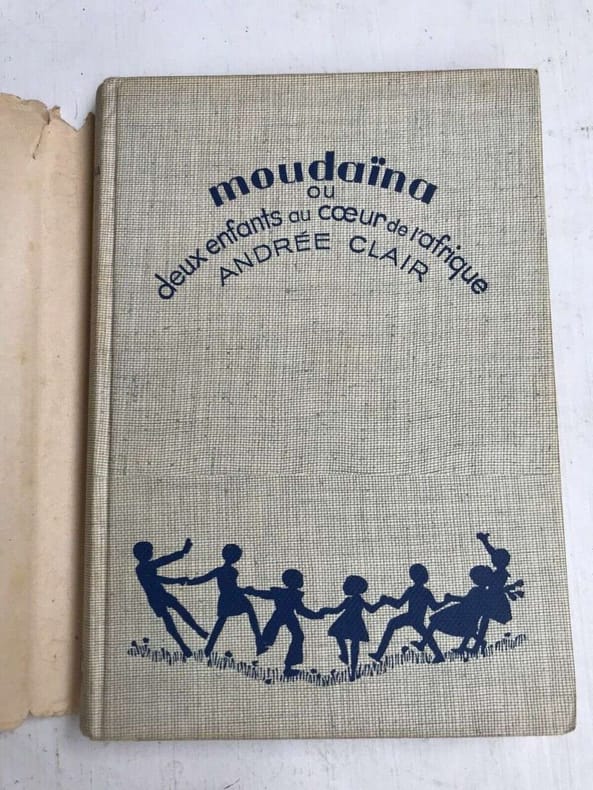 moudaïna
ou
deux enfants au cœur de l'afrique
ANDRÉE CLAIR